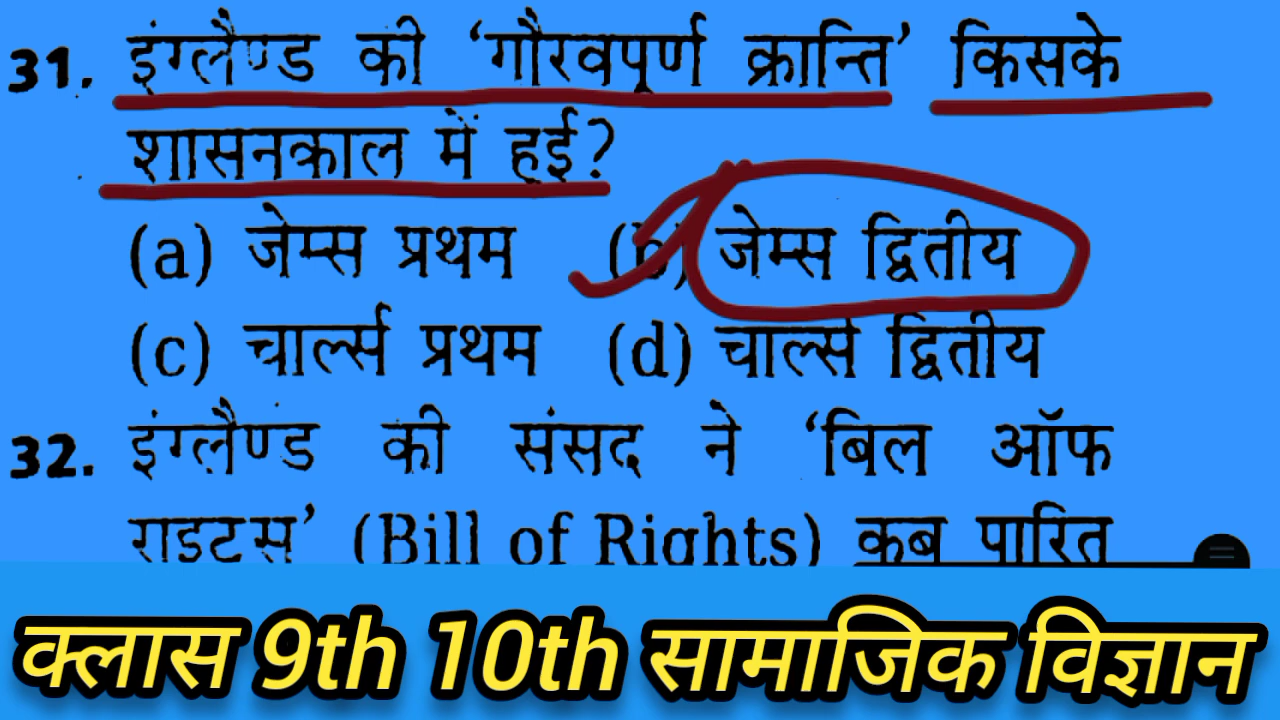 31. इंग्लैण्ड की ‘गौरवपूर्ण क्रान्ति’ किसके
शासनकाल में हुई?
(a) जेम्स प्रथम (b) जेम्स द्वितीय
(c) चार्ल्स प्रथम (d) चार्ल्स द्वितीय
32. इंग्लैण्ड की संसद ने ‘बिल ऑफ
राइट्स’ (Bill of Rights) कब पारित
क्लास 9th 10th सामाजिक विज्ञान